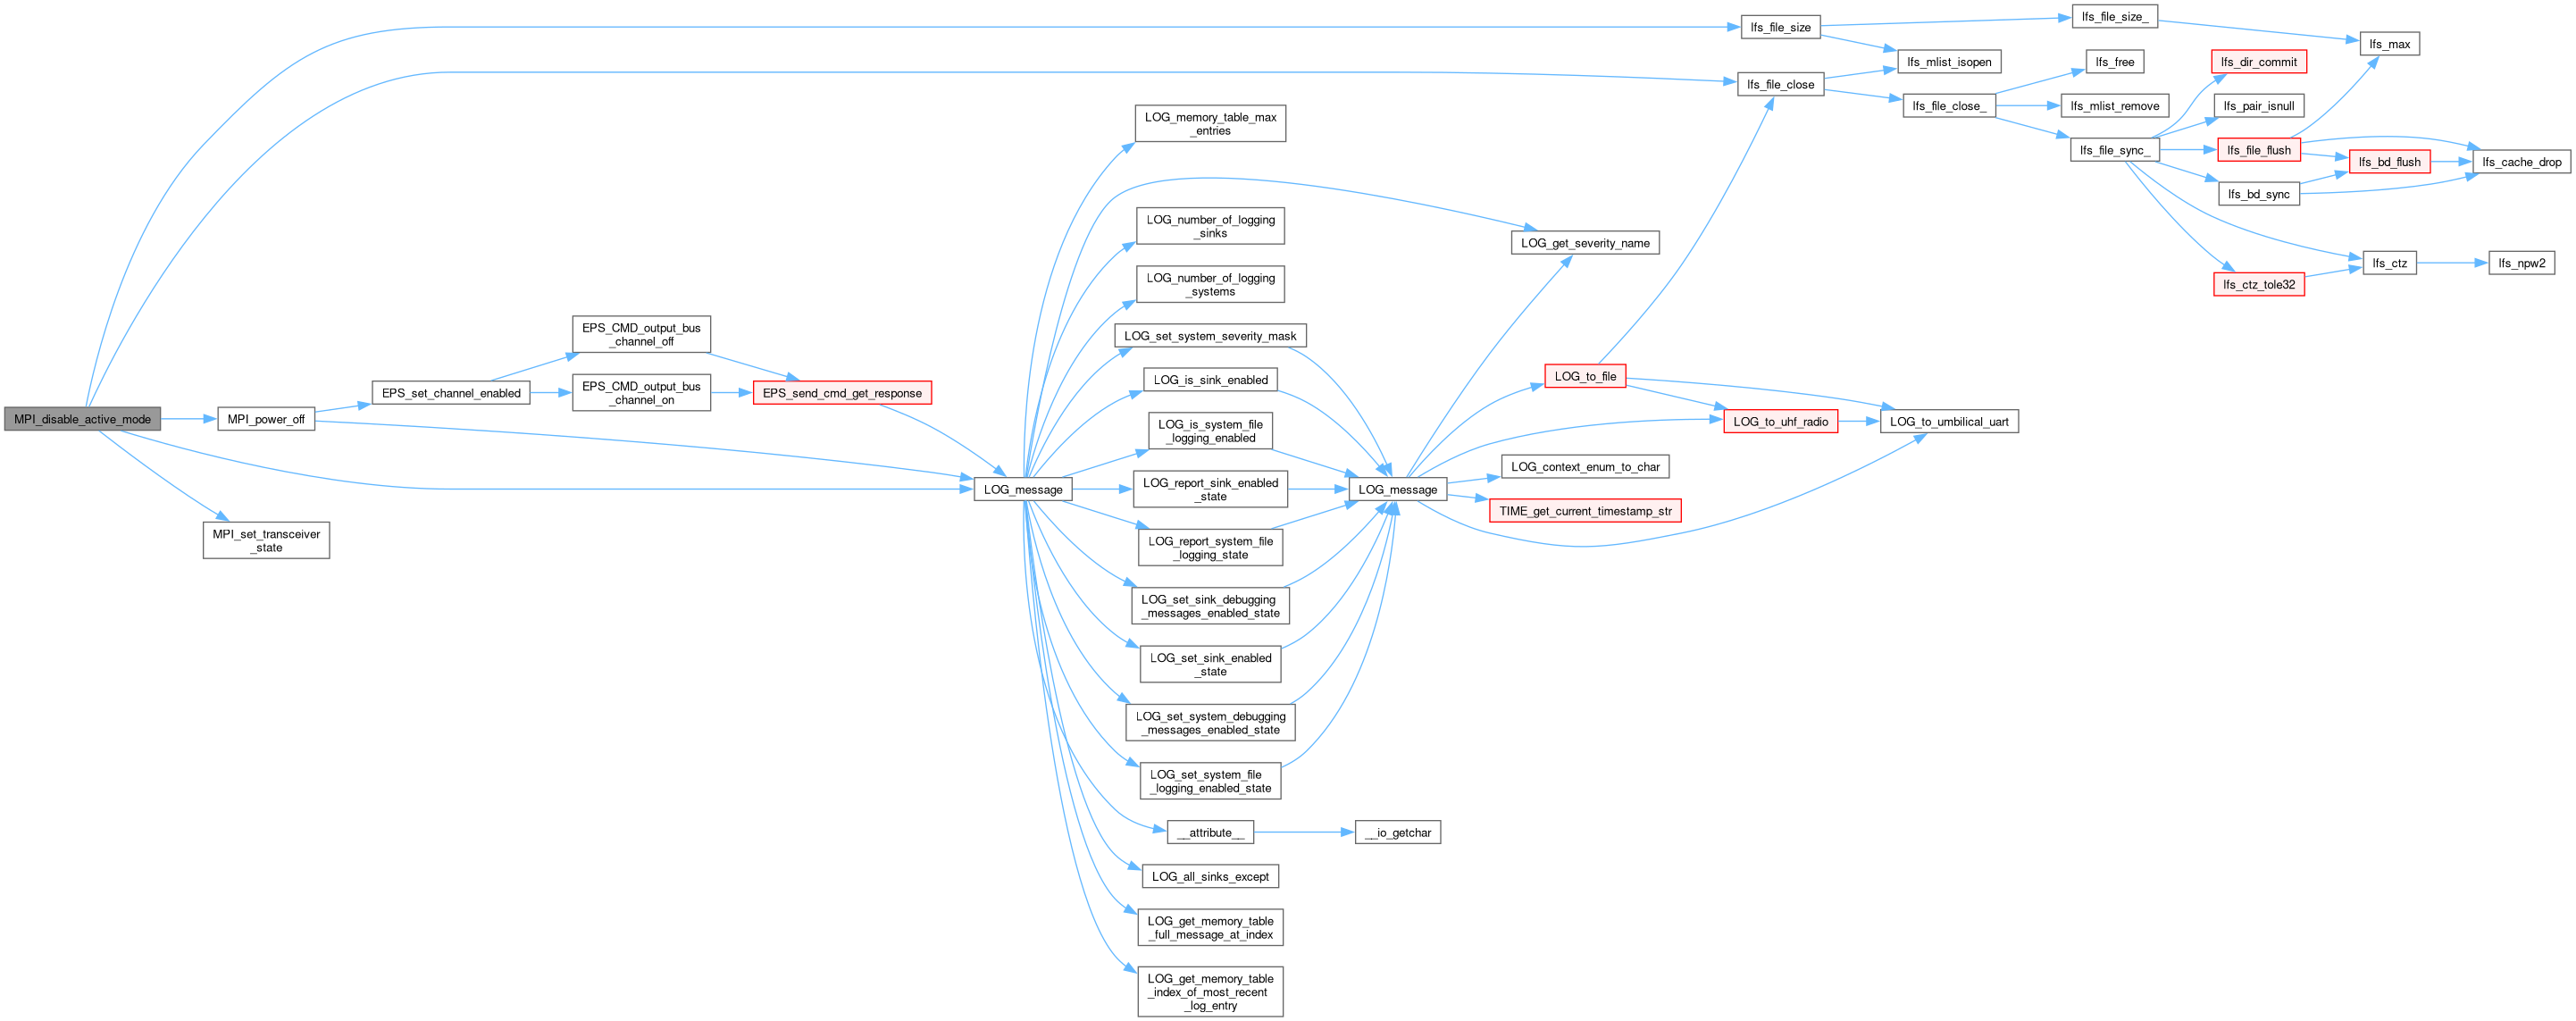 MPI_disable_active_mode
MPI_power_off
MPI_set_transceiver
_state
EPS_set_channel_enabled
EPS_CMD_output_bus
_channel_off
EPS_CMD_output_bus
_channel_on
EPS_send_cmd_get_response
LOG_message
LOG_memory_table_max
_entries
LOG_number_of_logging
_sinks
LOG_number_of_logging
_systems
LOG_set_system_severity_mask
LOG_is_sink_enabled
LOG_is_system_file
_logging_enabled
LOG_report_sink_enabled
_state
LOG_report_system_file
_logging_state
LOG_set_sink_debugging
_messages_enabled_state
LOG_set_sink_enabled
_state
LOG_set_system_debugging
_messages_enabled_state
LOG_set_system_file
_logging_enabled_state
__attribute__
LOG_all_sinks_except
LOG_get_memory_table
_full_message_at_index
LOG_get_memory_table
_index_of_most_recent
_log_entry
LOG_message
__io_getchar
LOG_get_severity_name
LOG_to_file
LOG_context_enum_to_char
TIME_get_current_timestamp_str
LOG_to_uhf_radio
LOG_to_umbilical_uart
lfs_file_size
lfs_file_close
lfs_mlist_isopen
lfs_file_close_
lfs_file_size_
lfs_free
lfs_mlist_remove
lfs_file_sync_
lfs_dir_commit
lfs_pair_isnull
lfs_file_flush
lfs_bd_sync
lfs_ctz_tole32
lfs_max
lfs_bd_flush
lfs_ctz
lfs_cache_drop
lfs_npw2